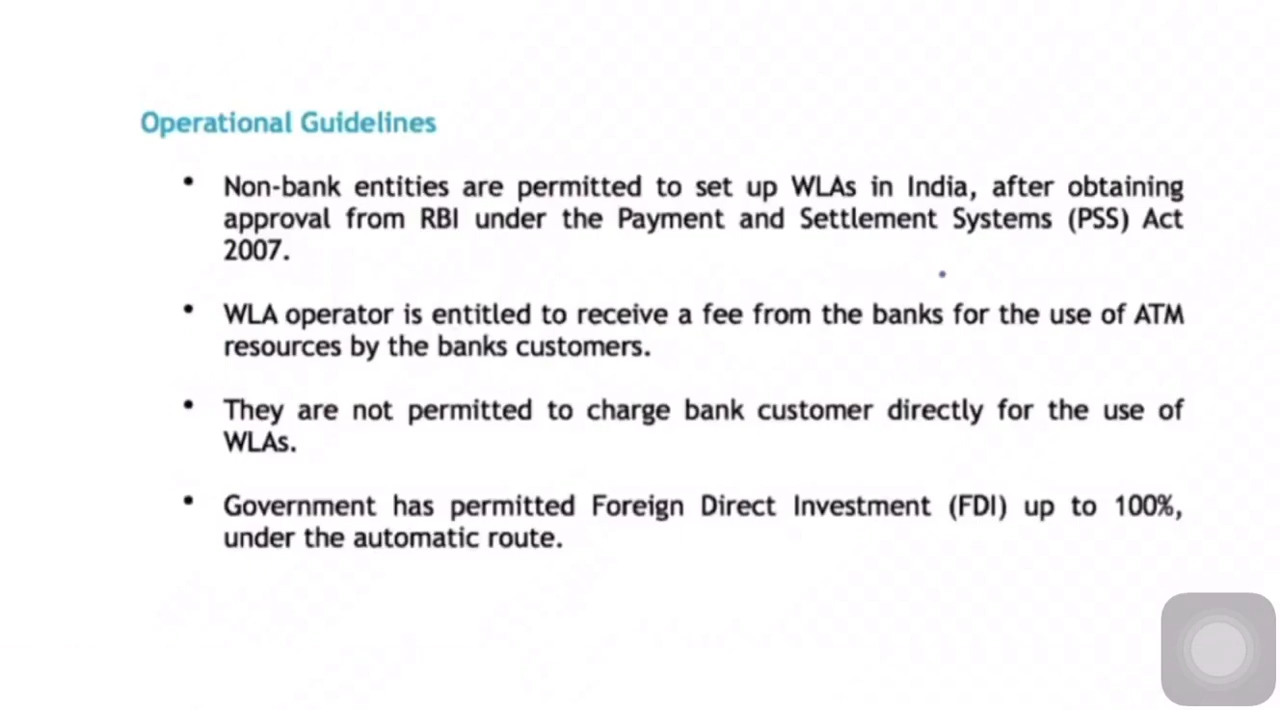 Operational Guidelines
• Non-bank entities are permitted to set up WLAs in India, after obtaining
approval from RBI under the Payment and Settlement Systems (PSS) Act
2007.
• WLA operator is entitled to receive a fee from the banks for the use of ATM
resources by the banks customers.
• They are not permitted to charge bank customer directly for the use of
WLAs.
• Government has permitted Foreign Direct Investment (FDI) up to 100%,
under the automatic route.